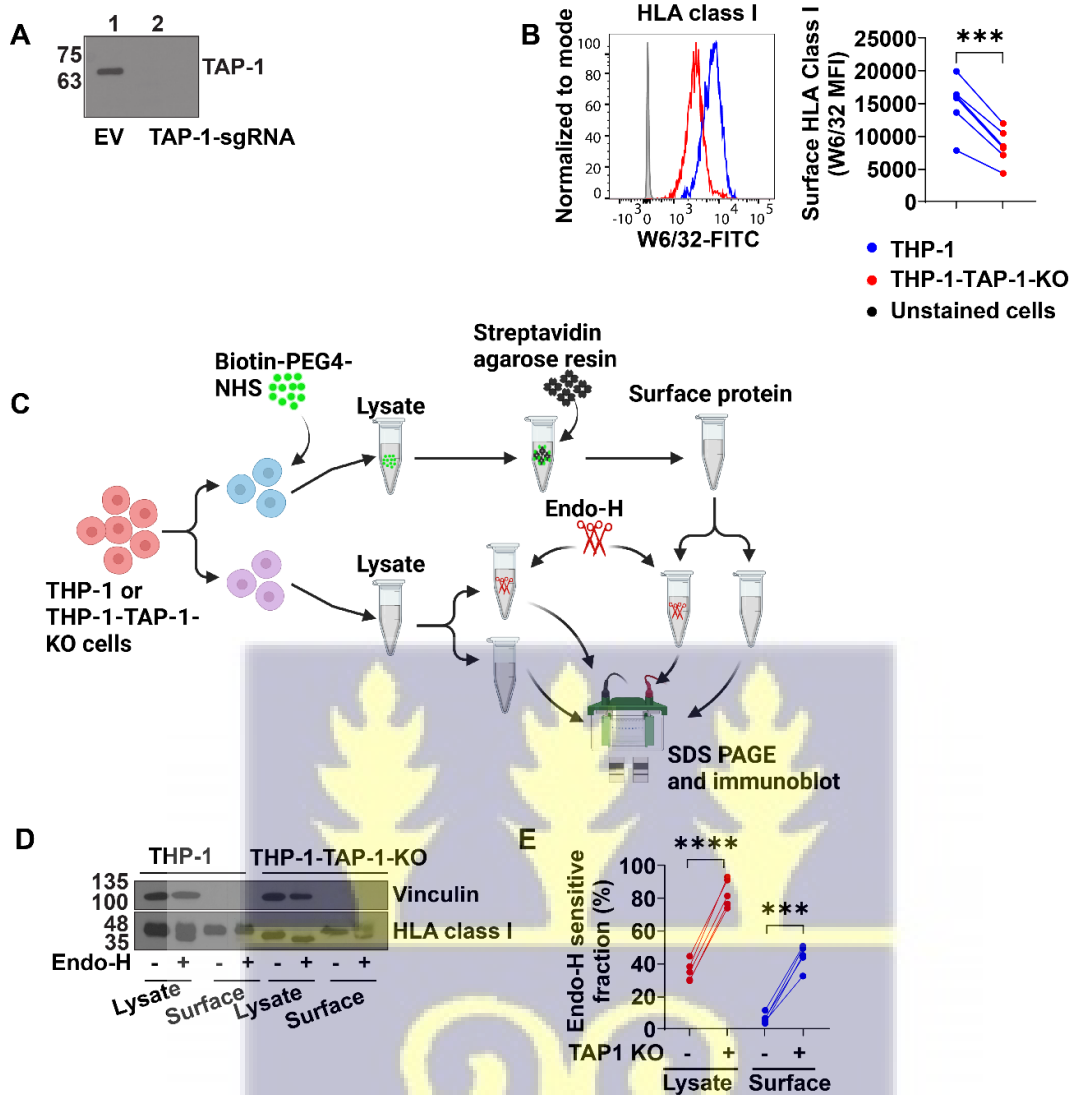 A
1 2
75
63
TAP-1
EV TAP-1-sgRNA
B
HLA class I
Normalized to mode
100
80
60
40
20
0
-10³ 0 10³ 10⁴ 10⁵
W6/32-FITC
Surface HLA Class I
(W6/32 MFI)
25000
20000
15000
10000
5000
0
***
THP-1
THP-1-TAP-1-KO
Unstained cells
C
Biotin-PEG4-
NHS
Lysate
Streptavidin
agarose resin
Surface protein
Endo-H
THP-1 or
THP-1-TAP-1-
KO cells
Lysate
SDS PAGE
and immunoblot
D
THP-1 THP-1-TAP-1-KO
135
100
Vinculin
48
35
HLA class I
Endo-H - + - + - + - +
Lysate Surface Lysate Surface
E
Endo-H sensitive
fraction (%)
100
80
60
40
20
0
****
***
TAP1 KO - + - +
Lysate Surface